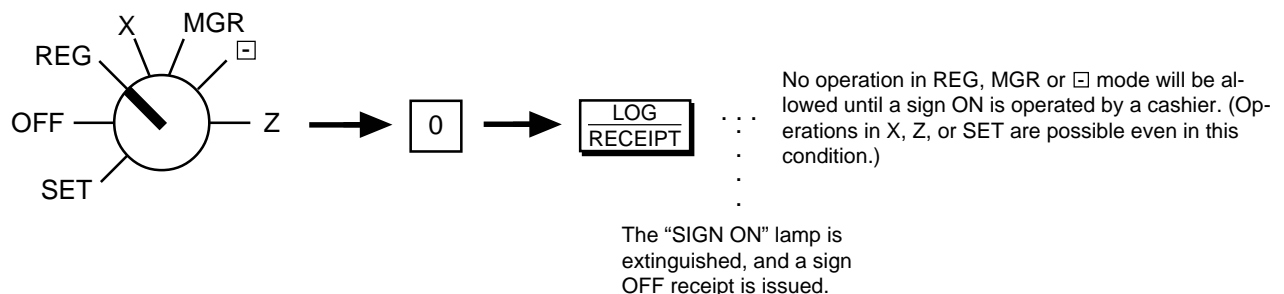 X
MGR
REG
⊟
OFF
Z
SET
0
LOG
RECEIPT
No operation in REG, MGR or ⊟ mode will be al-
lowed until a sign ON is operated by a cashier. (Op-
erations in X, Z, or SET are possible even in this
condition.)
The “SIGN ON” lamp is
extinguished, and a sign
OFF receipt is issued.